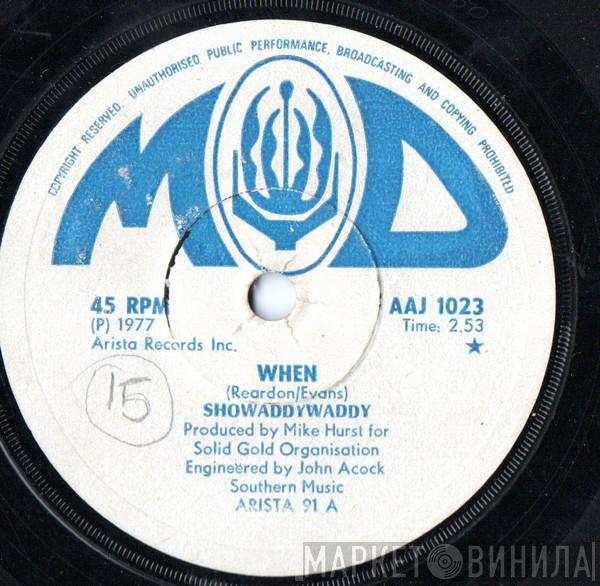 COPYRIGHT RESERVED. UNAUTHORISED PUBLIC PERFORMANCE, BROADCASTING AND COPYING PROHIBITED
M D
45 RPM
(P) 1977
Arista Records Inc.
AAJ 1023
Time: 2.53
WHEN
(Reardon/Evans)
SHOWADDYWADDY
Produced by Mike Hurst for
Solid Gold Organisation
Engineered by John Acock
Southern Music
ARISTA 91 A
15
МАРКЕТ ВИНИЛА